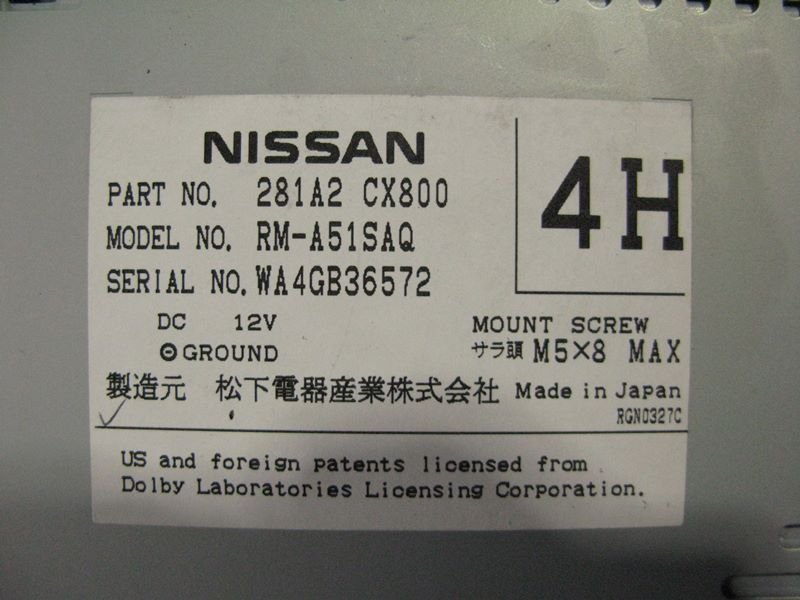 NISSAN
PART NO. 281A2 CX800
4H
MODEL NO. RM-A51SAQ
SERIAL NO. WA4GB36572
DC 12V
⊖ GROUND
MOUNT SCREW
サラ頭 M5×8 MAX
製造元 松下電器産業株式会社 Made in Japan
RGN0327C
US and foreign patents licensed from
Dolby Laboratories Licensing Corporation.